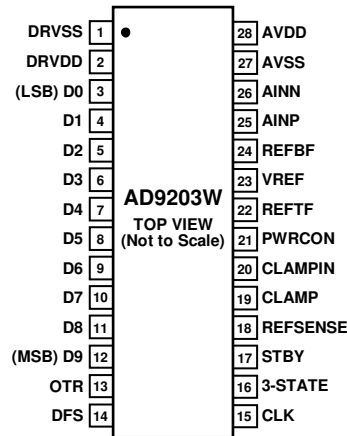 DRVSS 1
DRVDD 2
(LSB) D0 3
D1 4
D2 5
D3 6
D4 7
D5 8
D6 9
D7 10
D8 11
(MSB) D9 12
OTR 13
DFS 14
AD9203W
TOP VIEW
(Not to Scale)
28 AVDD
27 AVSS
26 AINN
25 AINP
24 REFBF
23 VREF
22 REFTF
21 PWRCON
20 CLAMPIN
19 CLAMP
18 REFSENSE
17 STBY
16 3-STATE
15 CLK